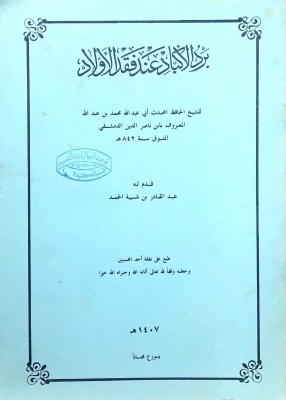 برد الأكباد عند فقد الأولاد
للشيخ الحافظ المحدث أبي عبدالله محمد بن عبد الله
المعروف بابن ناصر الدين الدمشقي
المتوفى سنة ٨٤٢ هـ
قدم له
عبد القادر بن شيبة الحمد
طبع على نفقة أحد المحسنين
وجعله وقفاً لله تعالى أثابه الله وجزاه الله خيرا
١٤٠٧ هـ
يوزع مجاناً